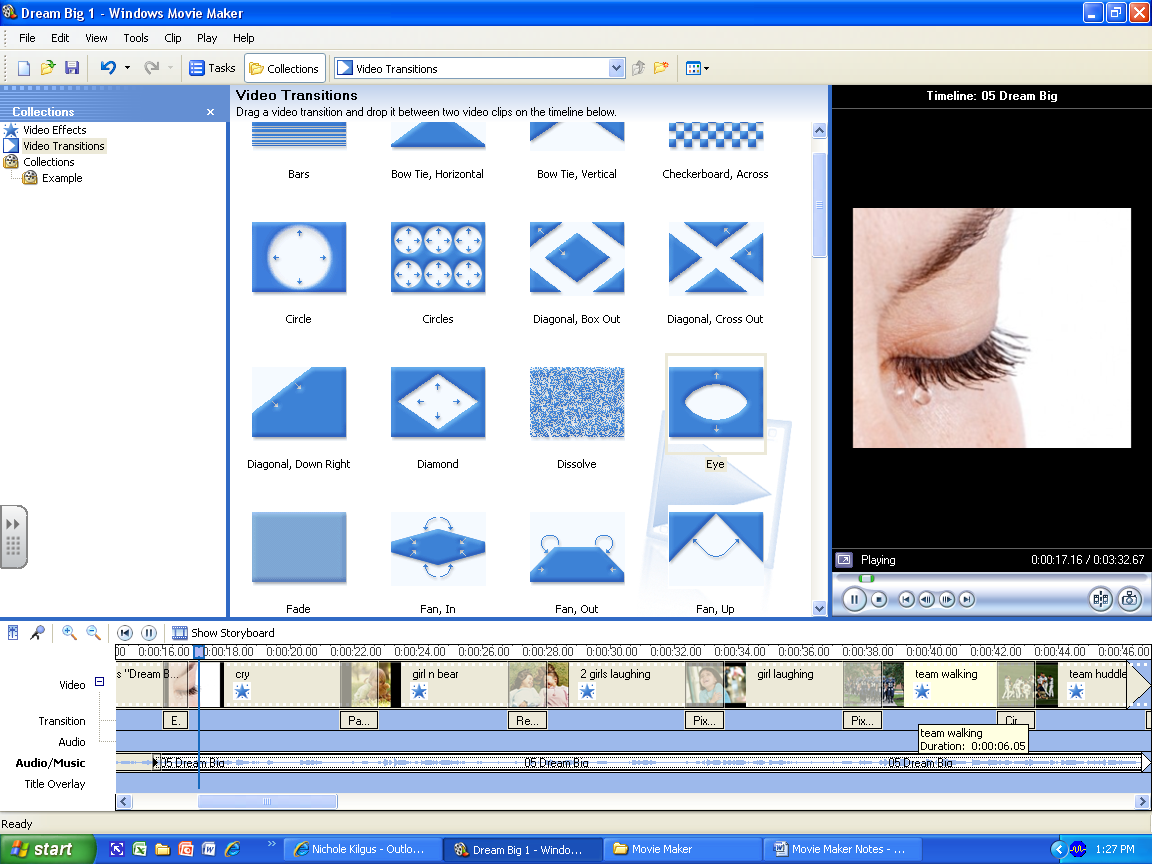 Dream Big 1 - Windows Movie Maker
File Edit View Tools Clip Play Help
Tasks Collections Video Transitions
Collections
Video Effects
Video Transitions
Collections
Example
Video Transitions
Drag a video transition and drop it between two video clips on the timeline below.
Bars Bow Tie, Horizontal Bow Tie, Vertical Checkerboard, Across
Circle Circles Diagonal, Box Out Diagonal, Cross Out
Diagonal, Down Right Diamond Dissolve Eye
Fade Fan, In Fan, Out Fan, Up
Timeline: 05 Dream Big
Playing 0:00:17.16 / 0:03:32.67
Show Storyboard
00 0:00:16.00 0:00:18.00 0:00:20.00 0:00:22.00 0:00:24.00 0:00:26.00 0:00:28.00 0:00:30.00 0:00:32.00 0:00:34.00 0:00:36.00 0:00:38.00 0:00:40.00 0:00:42.00 0:00:44.00 0:00:46.00
Video s "Dream B... cry girl n bear 2 girls laughing girl laughing team walking team huddle
Transition E. Pa... Re... Pix... Pix... Cir...
Audio
team walking
Duration: 0:00:06.05
Audio/Music 05 Dream Big 05 Dream Big 05 Dream Big
Title Overlay
Ready
start Nichole Kilgus - Outlo... Dream Big 1 - Windo... Movie Maker Movie Maker Notes - ... 1:27 PM